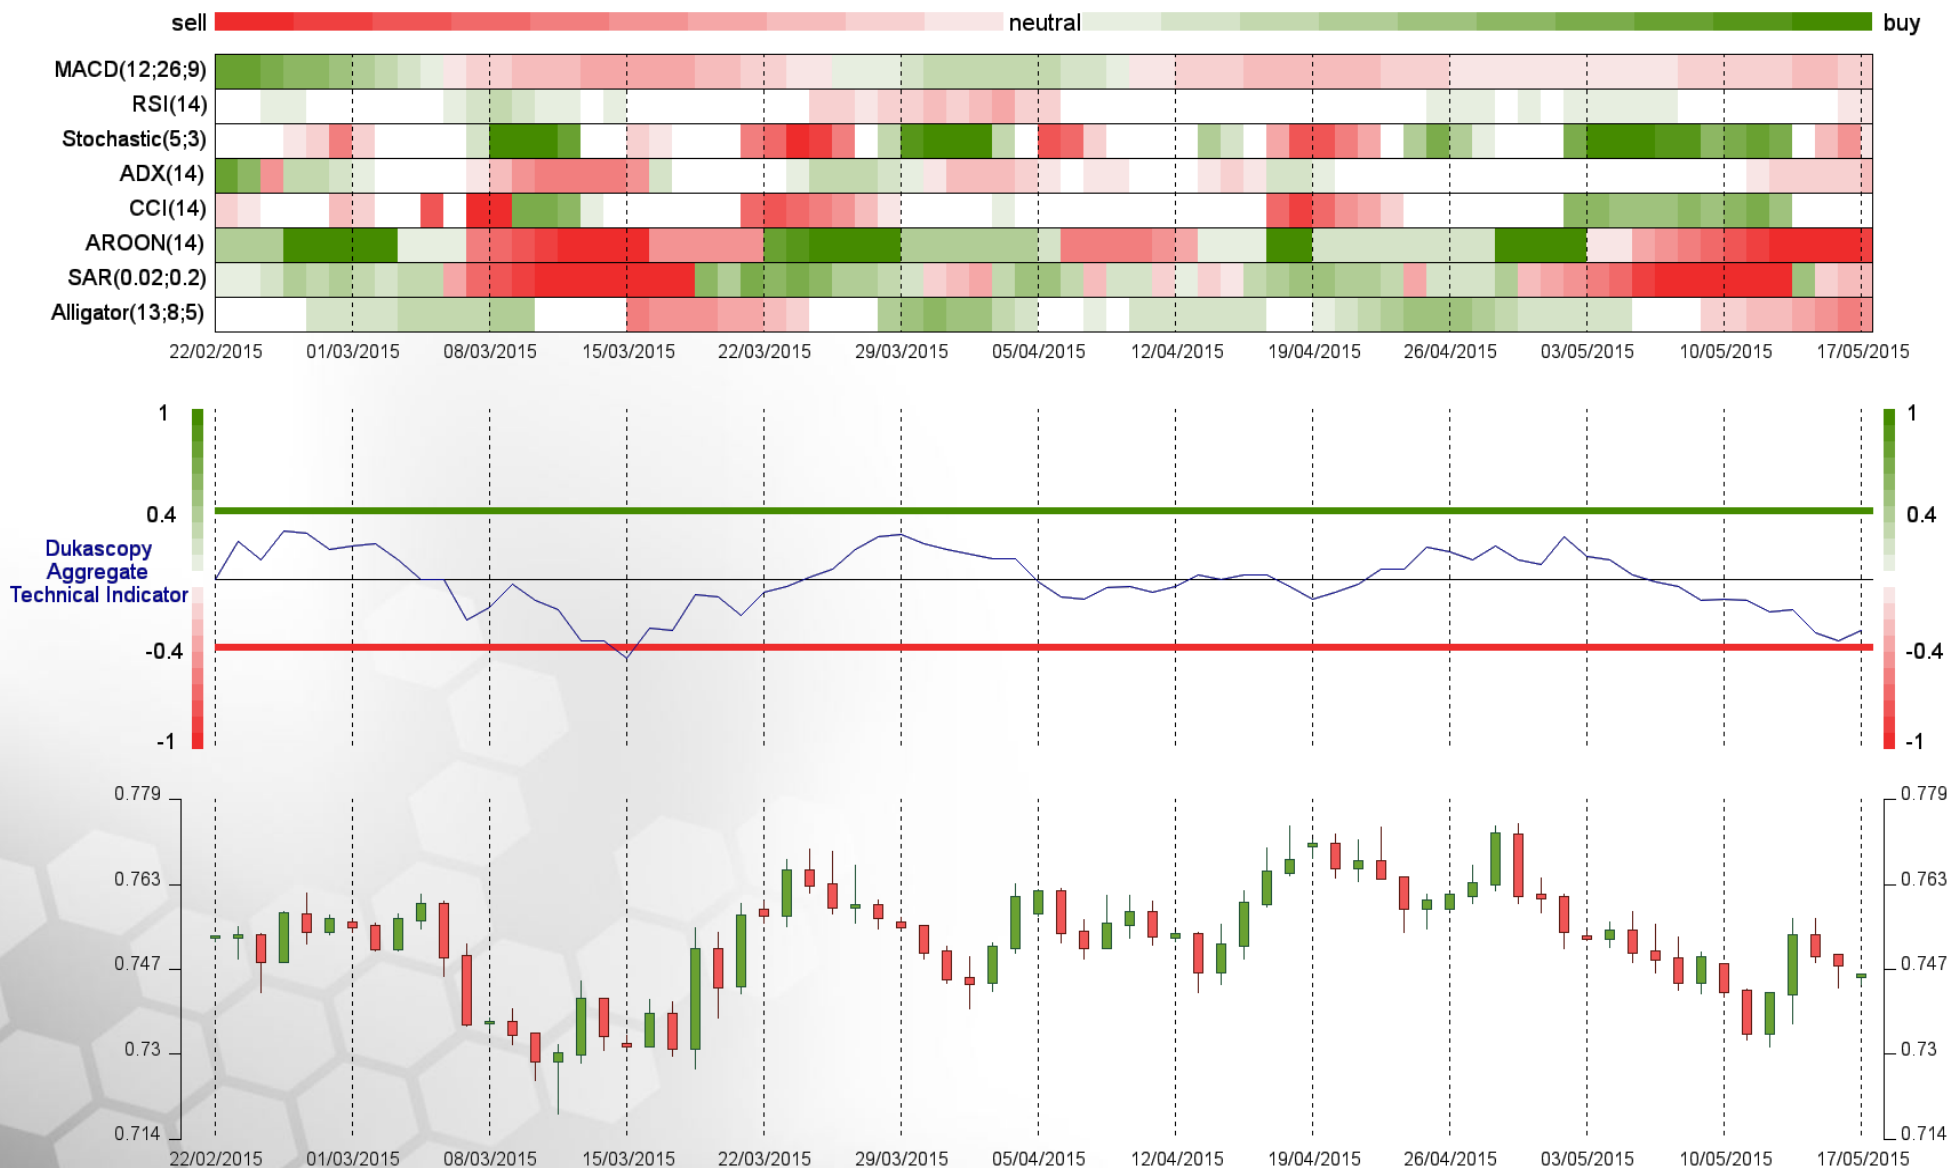 sell neutral buy
MACD(12;26;9)
RSI(14)
Stochastic(5;3)
ADX(14)
CCI(14)
AROON(14)
SAR(0.02;0.2)
Alligator(13;8;5)
22/02/2015 01/03/2015 08/03/2015 15/03/2015 22/03/2015 29/03/2015 05/04/2015 12/04/2015 19/04/2015 26/04/2015 03/05/2015 10/05/2015 17/05/2015
1 1
0.4 0.4
Dukascopy
Aggregate
Technical Indicator
-0.4 -0.4
-1 -1
0.779 0.779
0.763 0.763
0.747 0.747
0.73 0.73
0.714 0.714
22/02/2015 01/03/2015 08/03/2015 15/03/2015 22/03/2015 29/03/2015 05/04/2015 12/04/2015 19/04/2015 26/04/2015 03/05/2015 10/05/2015 17/05/2015